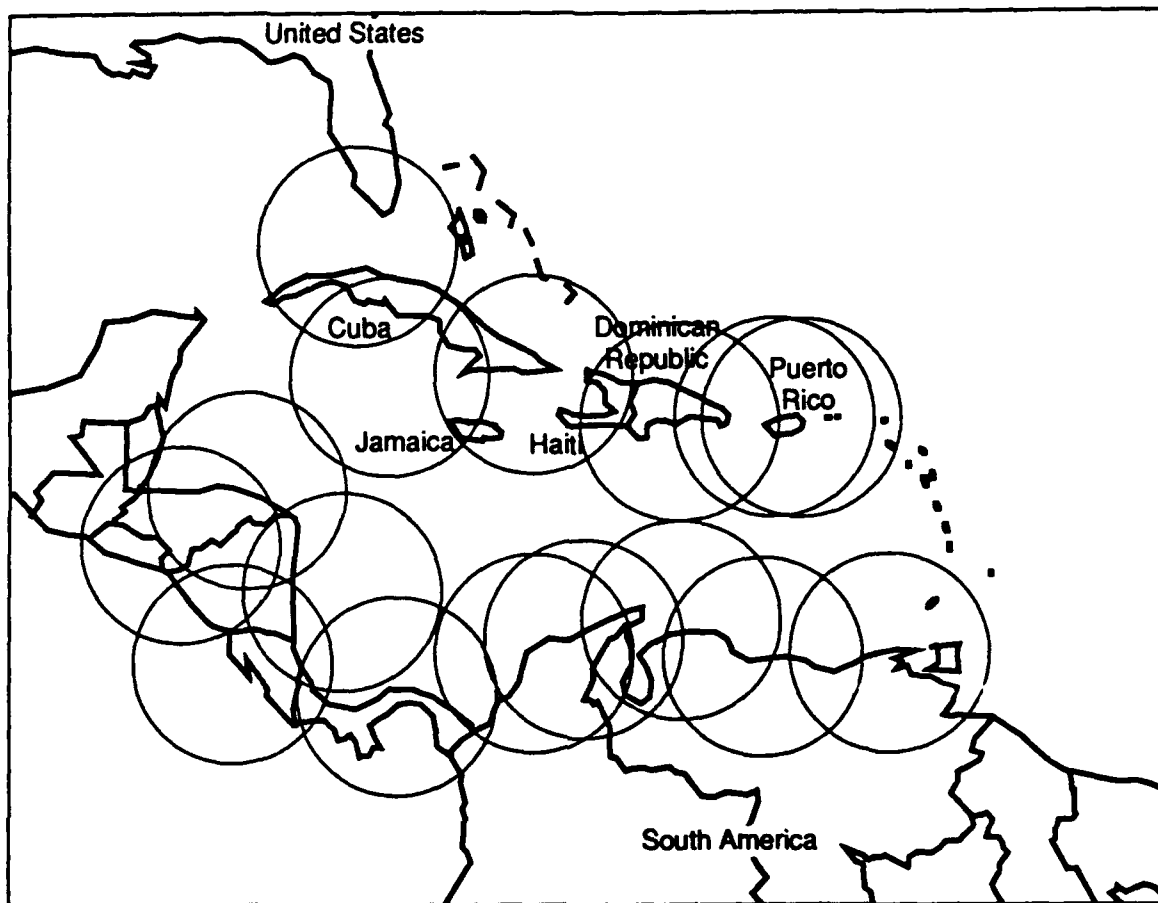 United States
Cuba
Dominican
Republic
Puerto
Rico
Jamaica
Haiti
South America